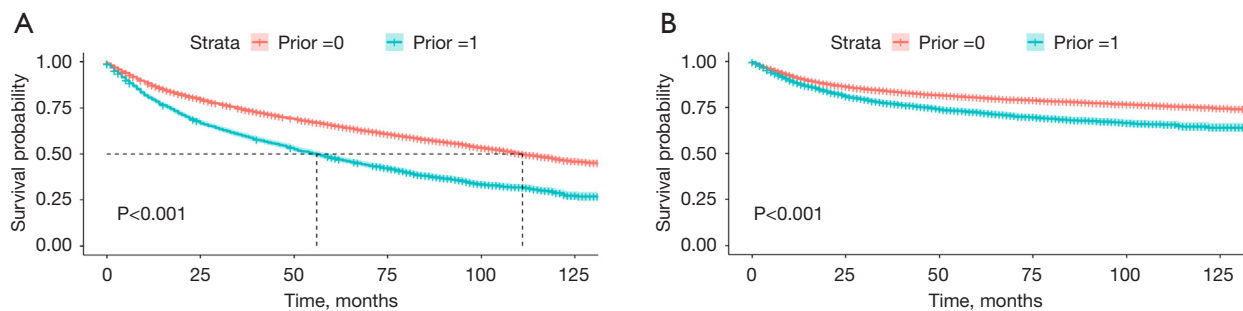 A
Strata Prior =0 Prior =1
Survival probability
1.00
0.75
0.50
0.25
0.00
P<0.001
0 25 50 75 100 125
Time, months
B
Strata Prior =0 Prior =1
Survival probability
1.00
0.75
0.50
0.25
0.00
P<0.001
0 25 50 75 100 125
Time, months